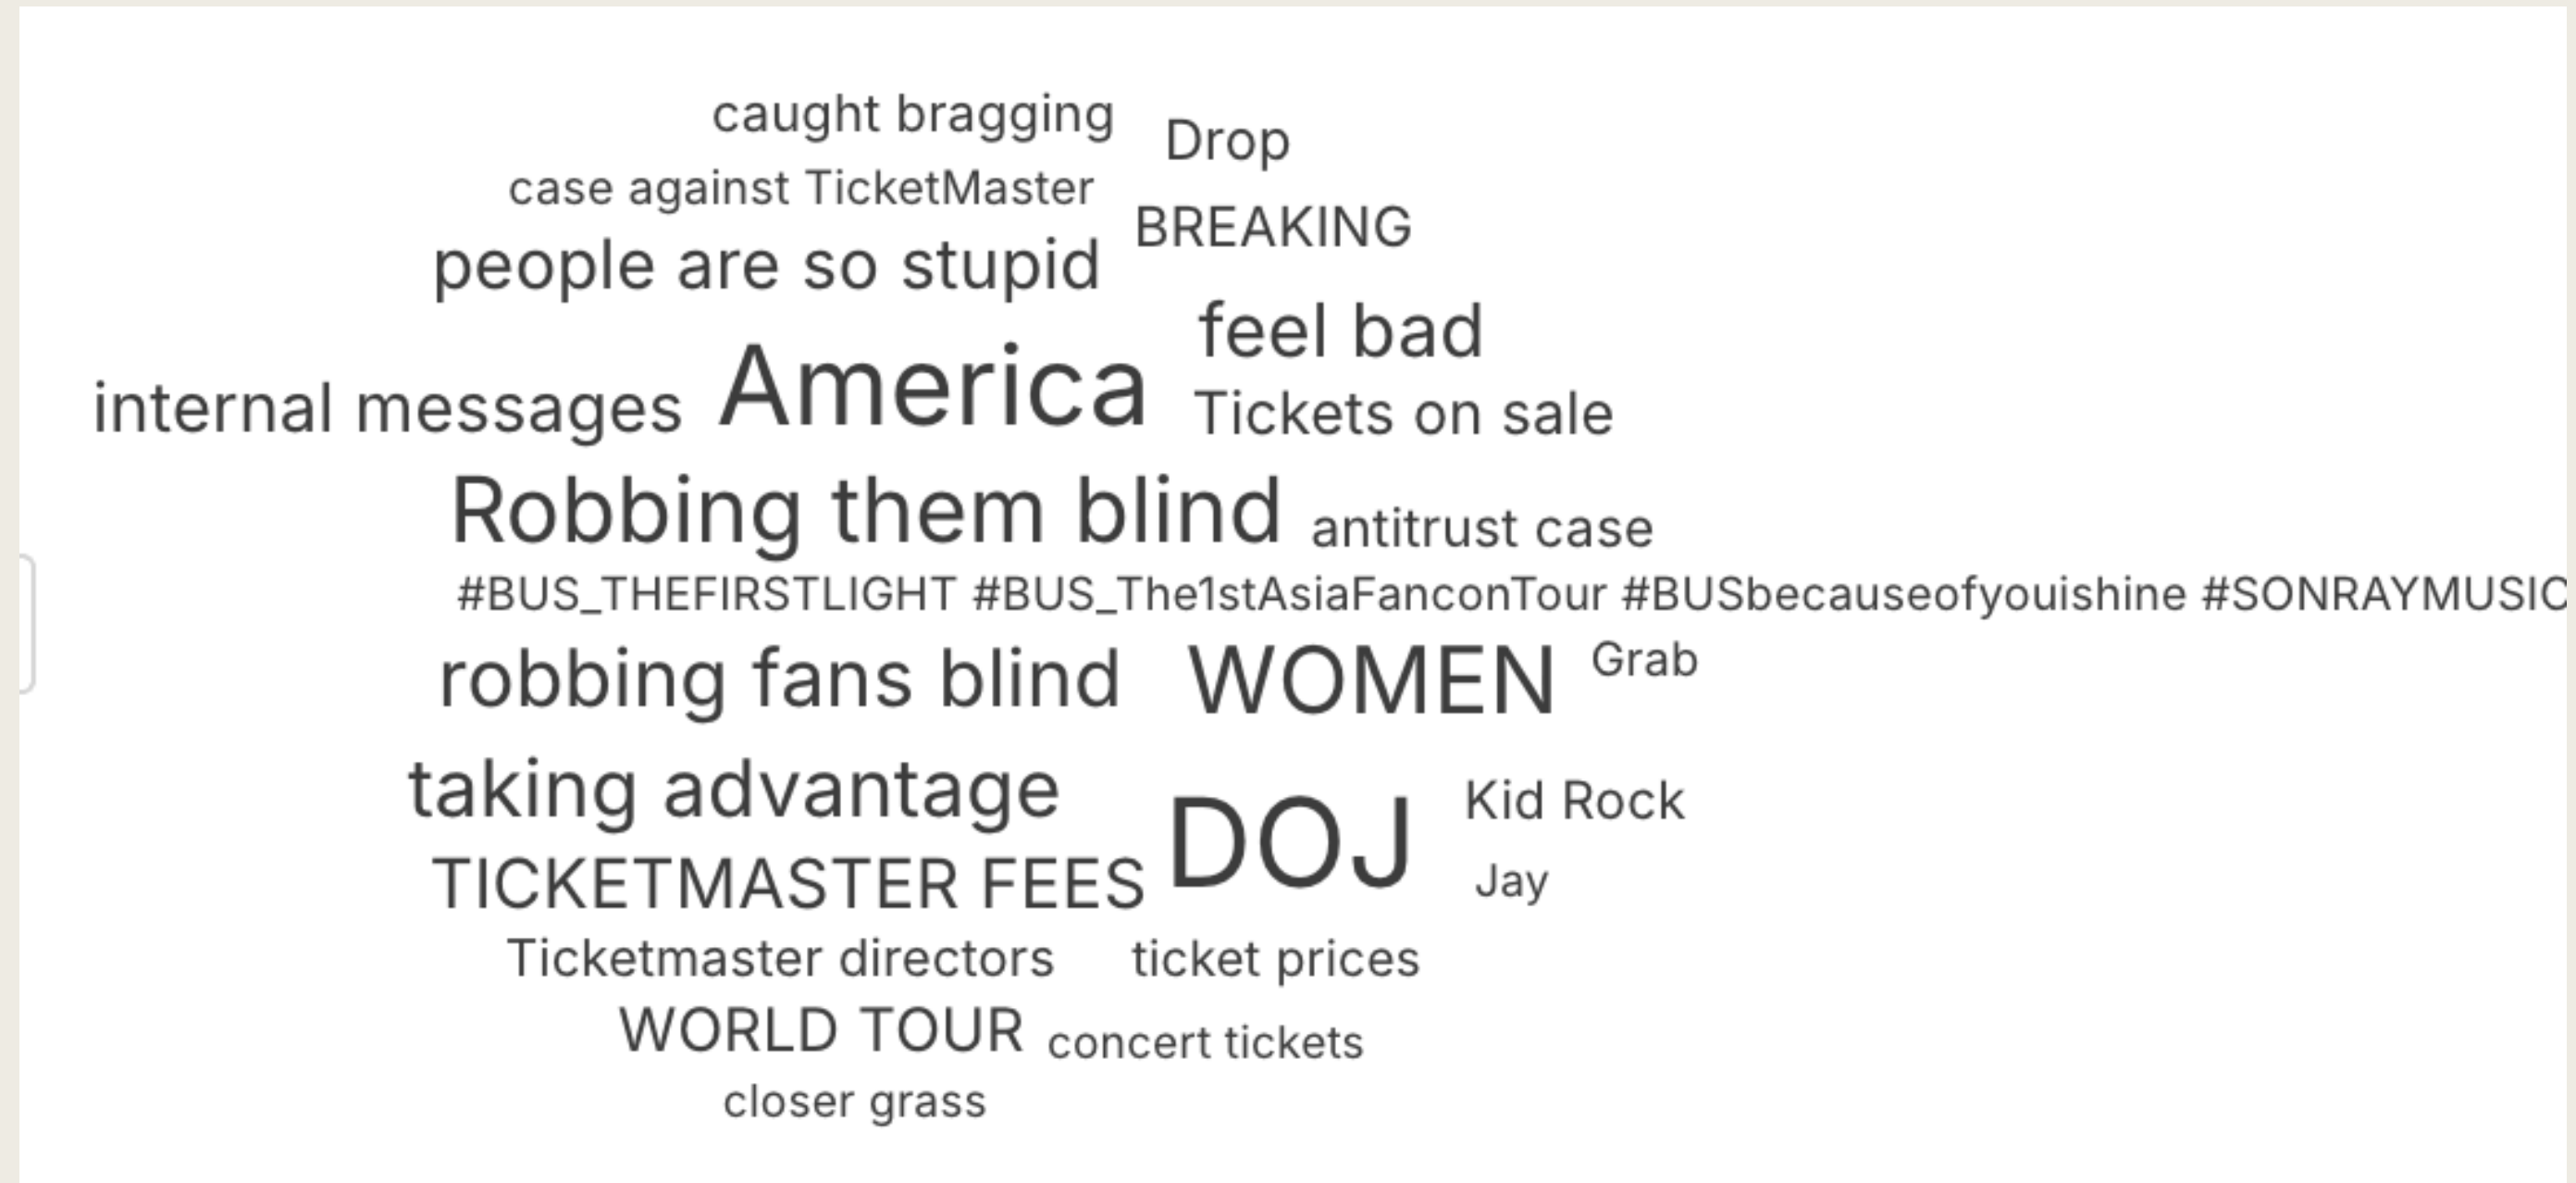 caught bragging
Drop
case against TicketMaster
BREAKING
people are so stupid
feel bad
America
internal messages
Tickets on sale
Robbing them blind
antitrust case
#BUS_THEFIRSTLIGHT #BUS_The1stAsiaFanconTour #BUSbecauseofyouishine #SONRAYMUSIC
robbing fans blind
WOMEN
Grab
taking advantage
Kid Rock
DOJ
TICKETMASTER FEES
Jay
Ticketmaster directors
ticket prices
WORLD TOUR
concert tickets
closer grass